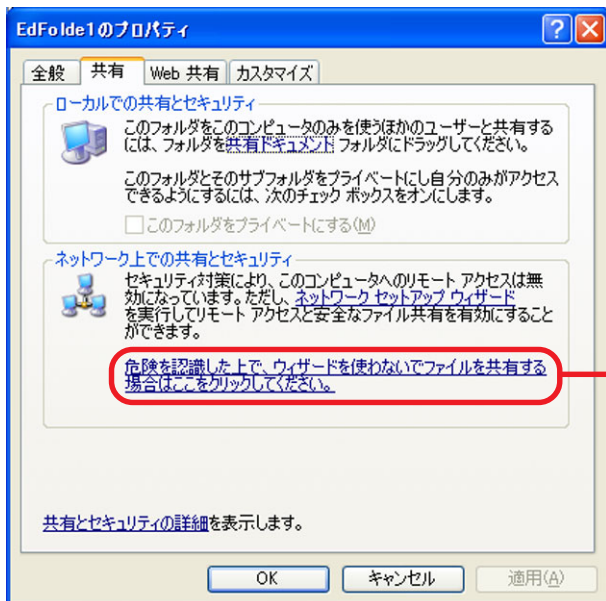 EdFolde1のプロパティ
全般 共有 Web 共有 カスタマイズ
ローカルでの共有とセキュリティ
このフォルダをこのコンピュータのみを使うほかのユーザーと共有する
には、フォルダを共有ドキュメント フォルダにドラッグしてください。
このフォルダとそのサブフォルダをプライベートにし自分のみがアクセス
できるようにするには、次のチェック ボックスをオンにします。
このフォルダをプライベートにする(M)
ネットワーク上での共有とセキュリティ
セキュリティ対策により、このコンピュータへのリモート アクセスは無
効になっています。ただし、ネットワーク セットアップ ウィザード
を実行してリモート アクセスと安全なファイル共有を有効にすること
ができます。
危険を認識した上で、ウィザードを使わないでファイルを共有する
場合はここをクリックしてください。
共有とセキュリティの詳細を表示します。
OK キャンセル 適用(A)